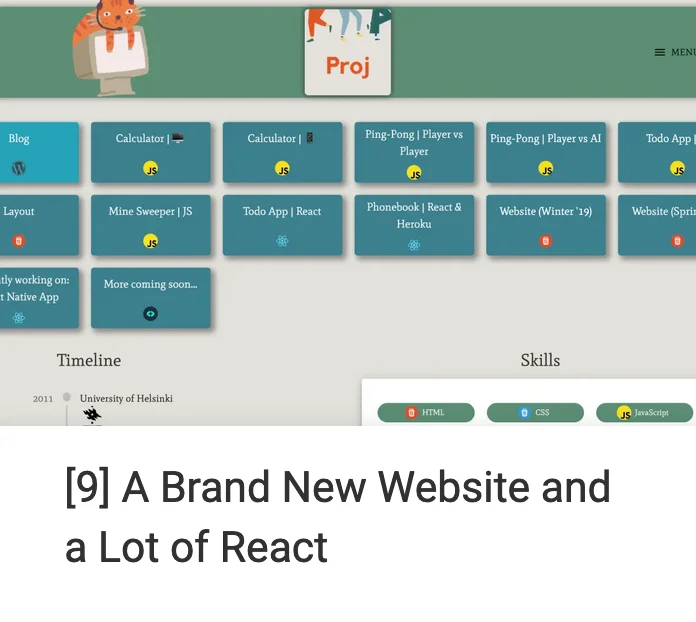 Proj
MENU
Blog
Calculator |
Calculator |
Ping-Pong | Player vs
Player
Ping-Pong | Player vs AI
Todo App |
JS
JS
JS
JS
JS
Layout
Mine Sweeper | JS
Todo App | React
Phonebook | React &
Heroku
Website (Winter '19)
Website (Sprin
JS
tly working on:
t Native App
More coming soon...
Timeline
Skills
2011
University of Helsinki
HTML
CSS
JS JavaScript
[9] A Brand New Website and
a Lot of React